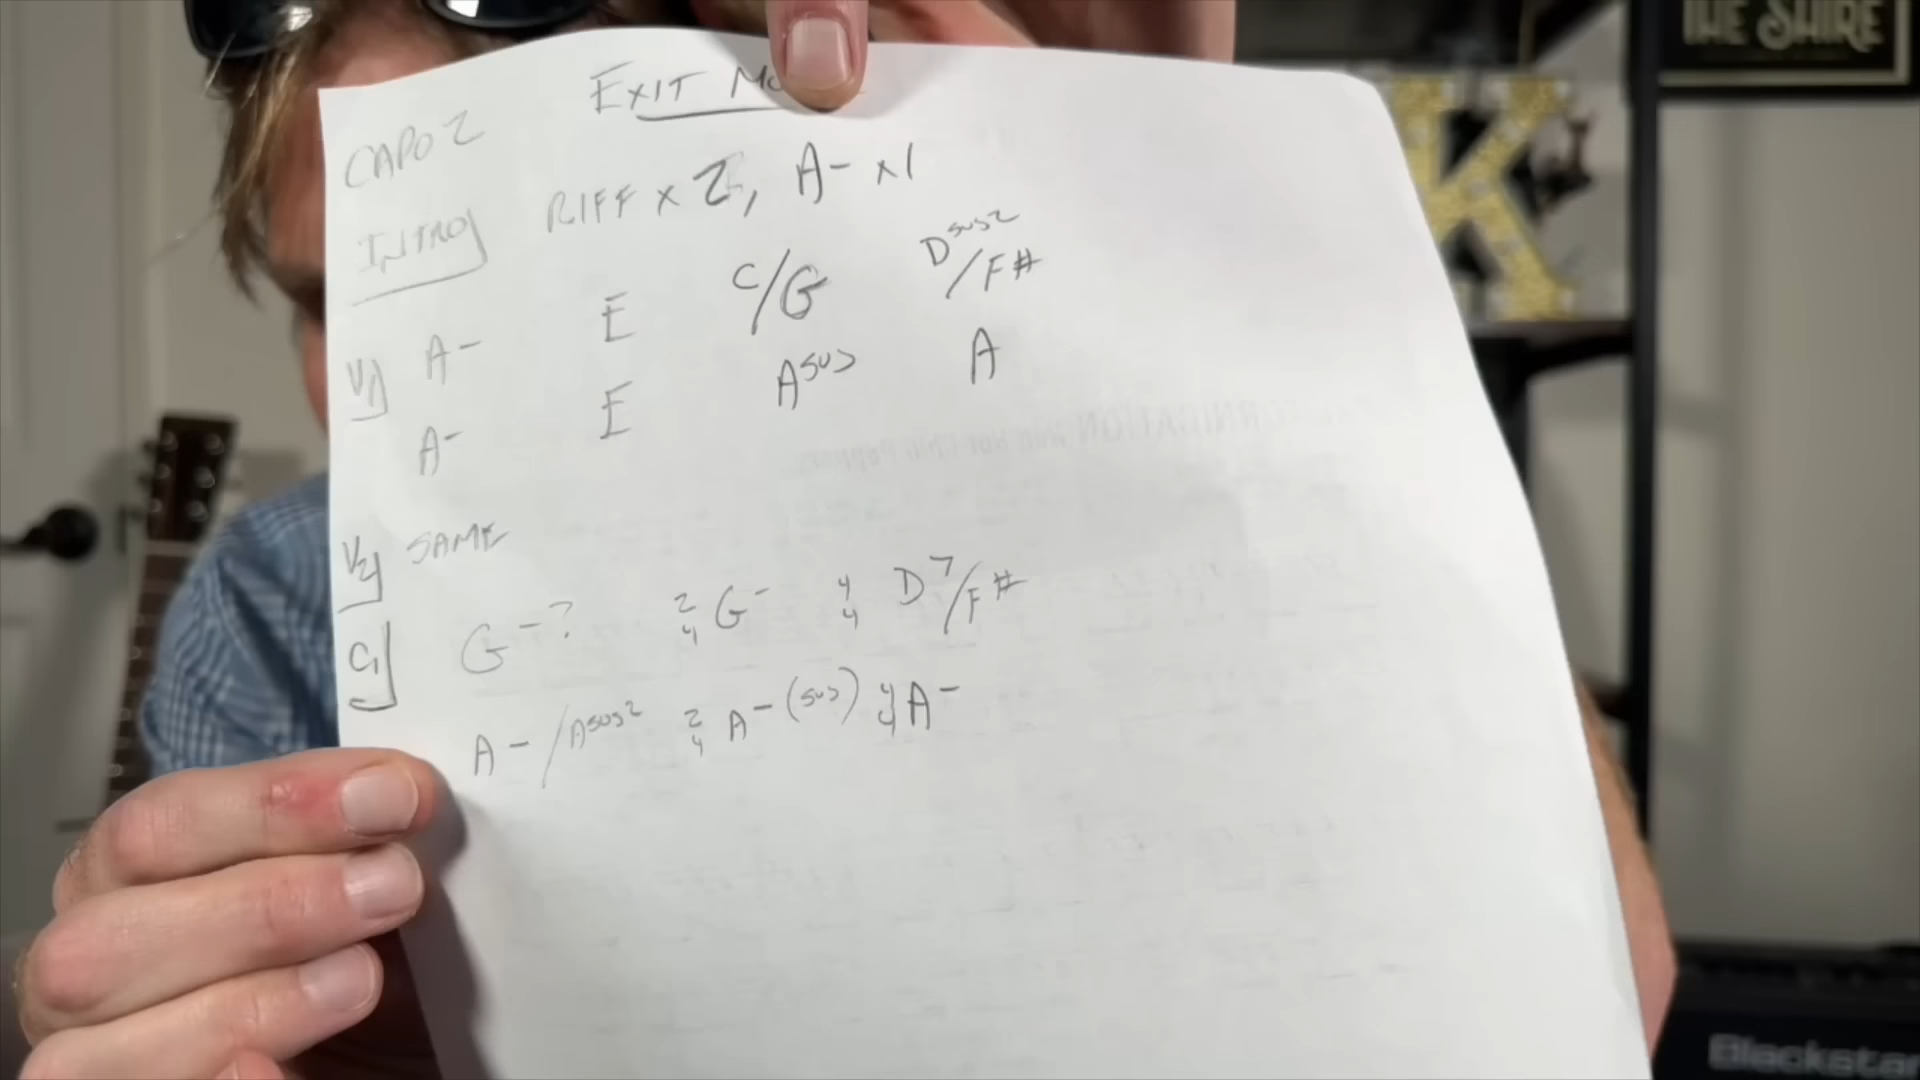 THE SHIRE
K
EXIT
CAPO 2
INTRO RIFF x 2, A- x1
V1 A- E C/G Dsus2/F#
A- E Asus A
V2 SAME
C1 G-? 2/4 G- 4/4 D7/F#
A-/Asus2 2/4 A-(sus) 4/4 A-
Blackstar